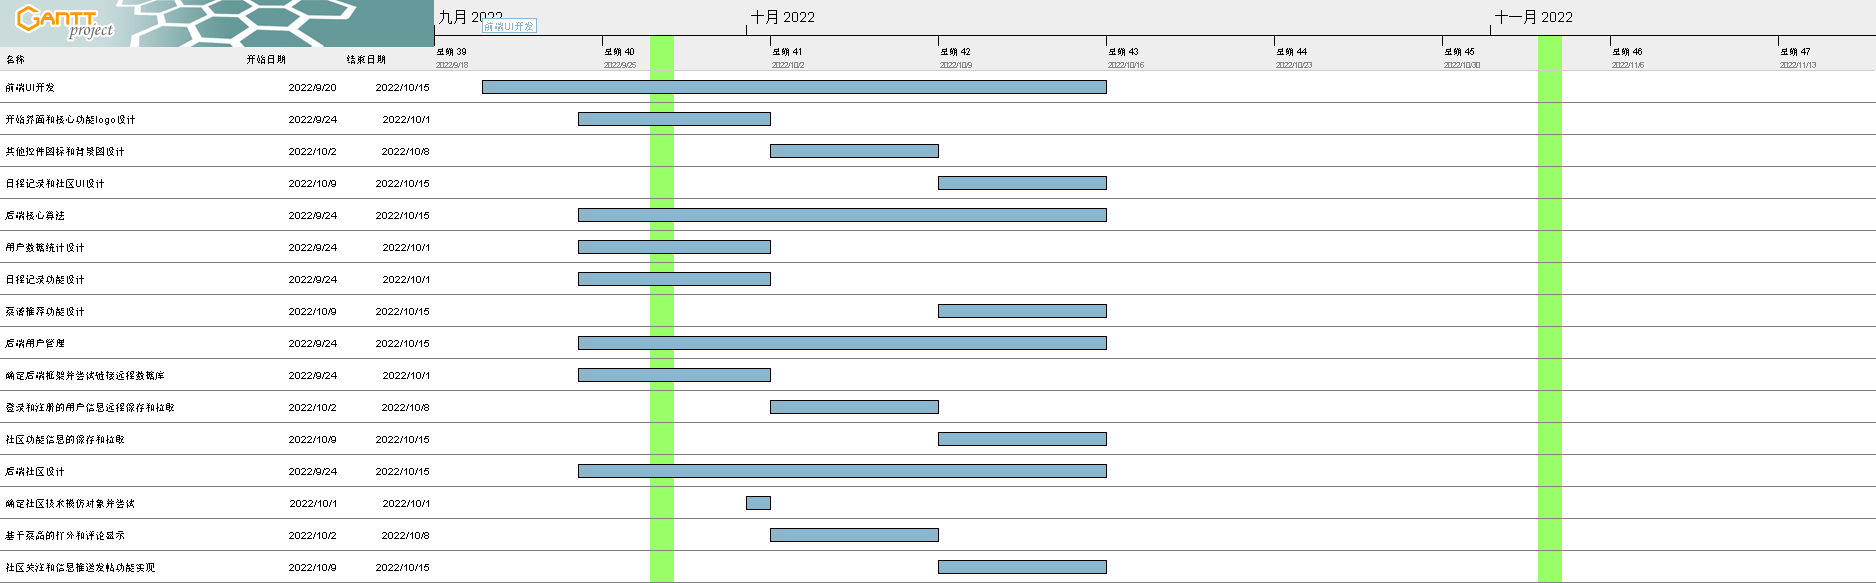 GANTT
project
九月 2022
十月 2022
十一月 2022
前端UI开发
星期 39
星期 40
星期 41
星期 42
星期 43
星期 44
星期 45
星期 46
星期 47
2022/9/18
2022/9/25
2022/10/2
2022/10/9
2022/10/16
2022/10/23
2022/10/30
2022/11/6
2022/11/13
名称 开始日期 结束日期
前端UI开发 2022/9/20 2022/10/15
开始界面和核心功能logo设计 2022/9/24 2022/10/1
其他控件图标和背景图设计 2022/10/2 2022/10/8
日程记录和社区UI设计 2022/10/9 2022/10/15
后端核心算法 2022/9/24 2022/10/15
用户数据统计设计 2022/9/24 2022/10/1
日程记录功能设计 2022/9/24 2022/10/1
菜谱推荐功能设计 2022/10/9 2022/10/15
后端用户管理 2022/9/24 2022/10/15
确定后端框架并尝试链接远程数据库 2022/9/24 2022/10/1
登录和注册的用户信息远程保存和拉取 2022/10/2 2022/10/8
社区功能信息的保存和拉取 2022/10/9 2022/10/15
后端社区设计 2022/9/24 2022/10/15
确定社区技术模仿对象并尝试 2022/10/1 2022/10/1
基于菜品的打分和评论显示 2022/10/2 2022/10/8
社区关注和信息推送发帖功能实现 2022/10/9 2022/10/15